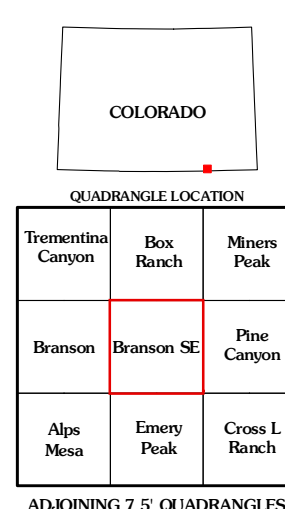 COLORADO
QUADRANGLE LOCATION
Trementina Box Miners
Canyon Ranch Peak
Branson Branson SE Pine Canyon
Alps Emery Cross L
Mesa Peak Ranch
ADJOINING 7.5' QUADRANGLES